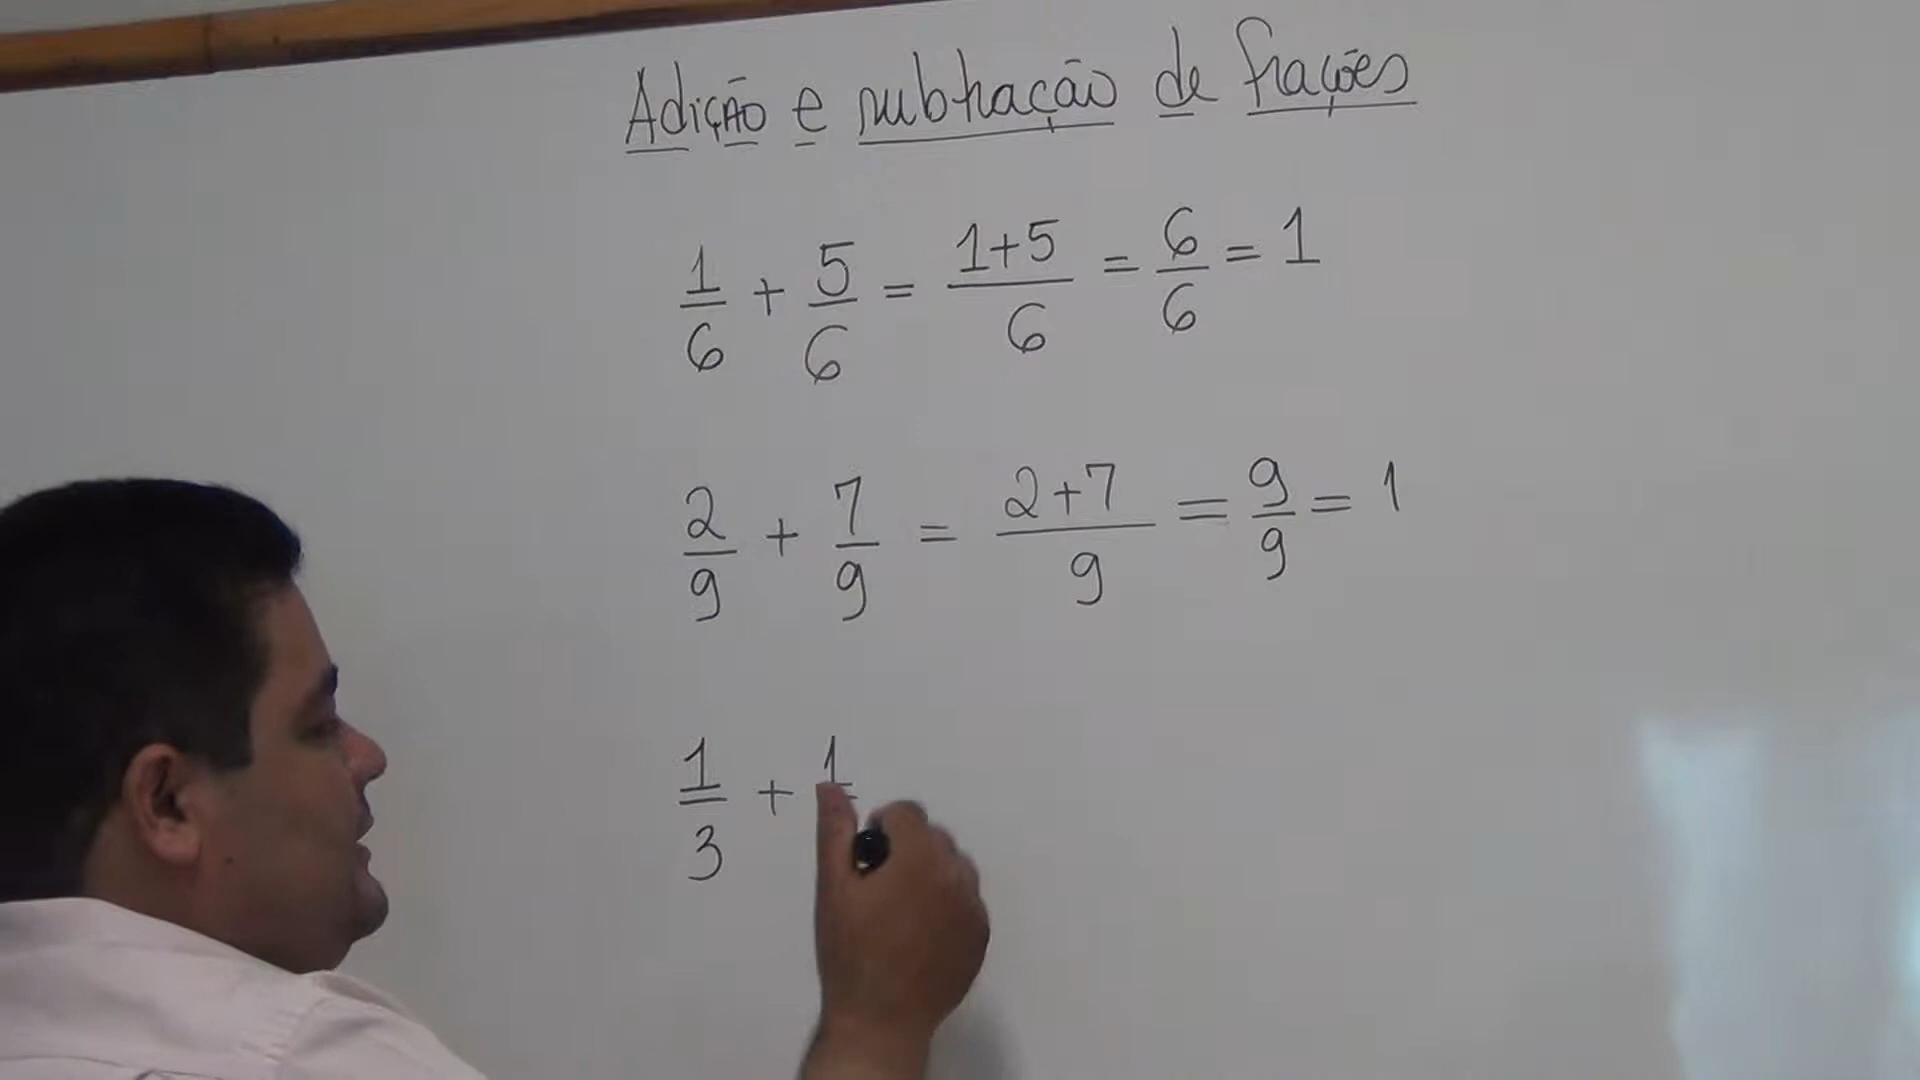 Adição e subtração de frações
1/6 + 5/6 = 1+5/6 = 6/6 = 1
2/9 + 7/9 = 2+7/9 = 9/9 = 1
1/3 + 1